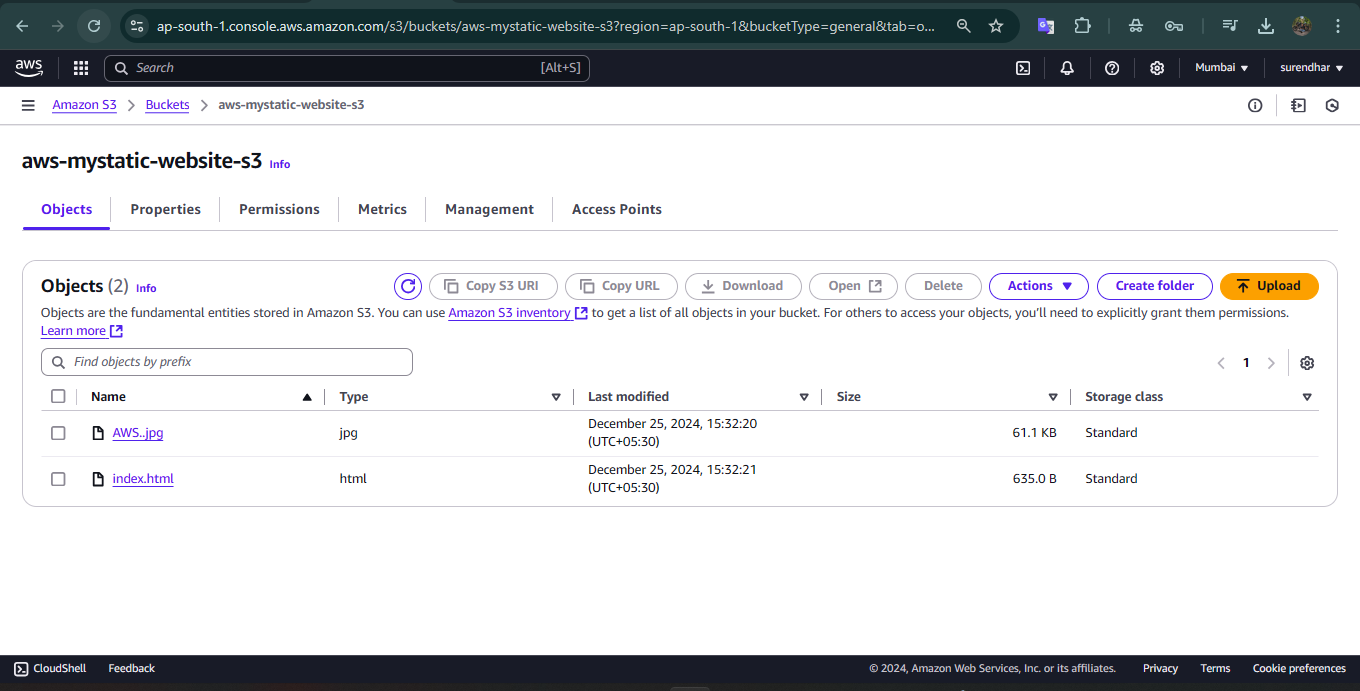 ap-south-1.console.aws.amazon.com/s3/buckets/aws-mystatic-website-s3?region=ap-south-1&bucketType=general&tab=o...
aws Search [Alt+S] Mumbai surendhar
Amazon S3 > Buckets > aws-mystatic-website-s3
aws-mystatic-website-s3 Info
Objects Properties Permissions Metrics Management Access Points
Objects (2) Info Copy S3 URI Copy URL Download Open Delete Actions Create folder Upload
Objects are the fundamental entities stored in Amazon S3. You can use Amazon S3 inventory to get a list of all objects in your bucket. For others to access your objects, you'll need to explicitly grant them permissions.
Learn more
Find objects by prefix 1
Name Type Last modified Size Storage class
AWS..jpg jpg December 25, 2024, 15:32:20 (UTC+05:30) 61.1 KB Standard
index.html html December 25, 2024, 15:32:21 (UTC+05:30) 635.0 B Standard
CloudShell Feedback © 2024, Amazon Web Services, Inc. or its affiliates. Privacy Terms Cookie preferences